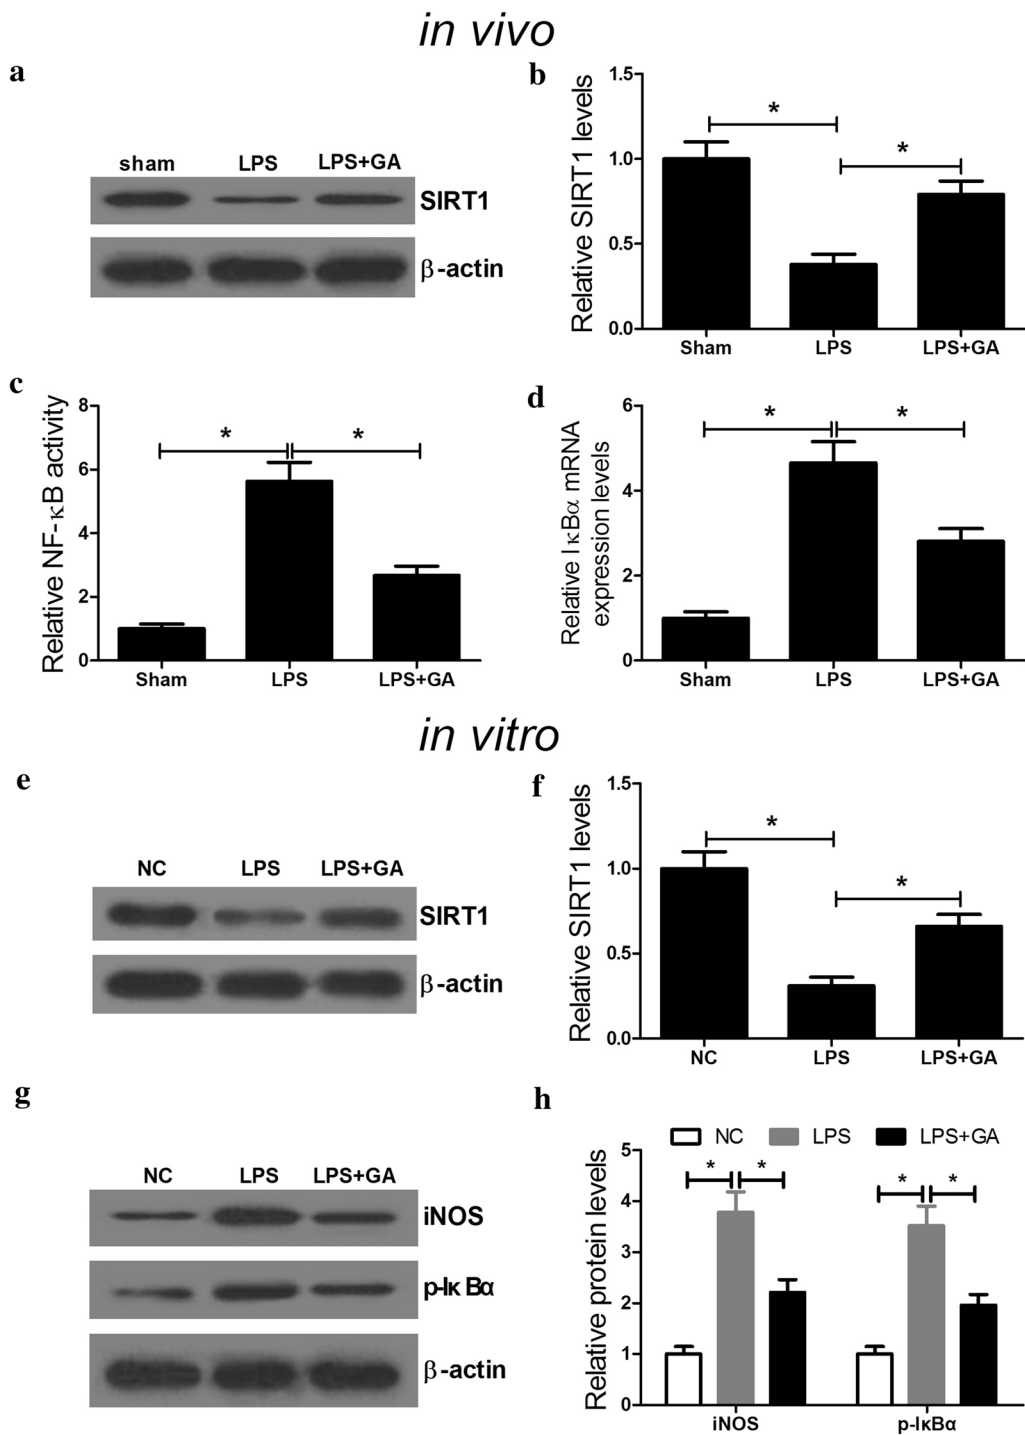 in vivo
a
sham LPS LPS+GA
SIRT1
β-actin
b
Relative SIRT1 levels
1.5
1.0
0.5
0.0
*
*
Sham LPS LPS+GA
c
Relative NF-κB activity
8
6
4
2
0
*
*
Sham LPS LPS+GA
d
Relative IκBα mRNA
expression levels
6
4
2
0
*
*
Sham LPS LPS+GA
in vitro
e
NC LPS LPS+GA
SIRT1
β-actin
f
Relative SIRT1 levels
1.5
1.0
0.5
0.0
*
*
NC LPS LPS+GA
g
NC LPS LPS+GA
iNOS
p-IκBα
β-actin
h
NC LPS LPS+GA
Relative protein levels
5
4
3
2
1
0
* * * *
iNOS p-IκBα